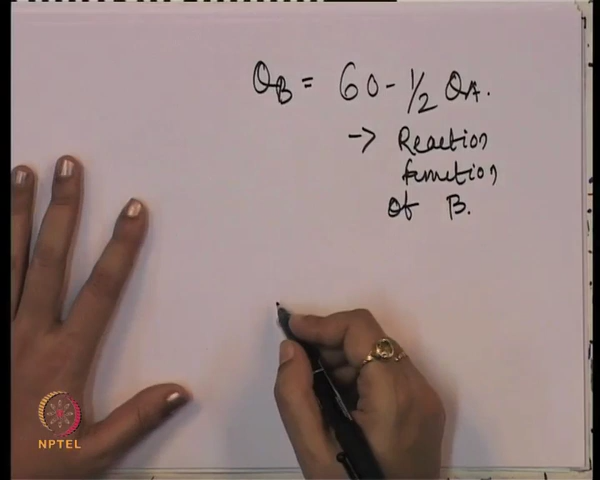 QB = 60 - 1/2 QA.
-> Reaction
function
of B.
NPTEL